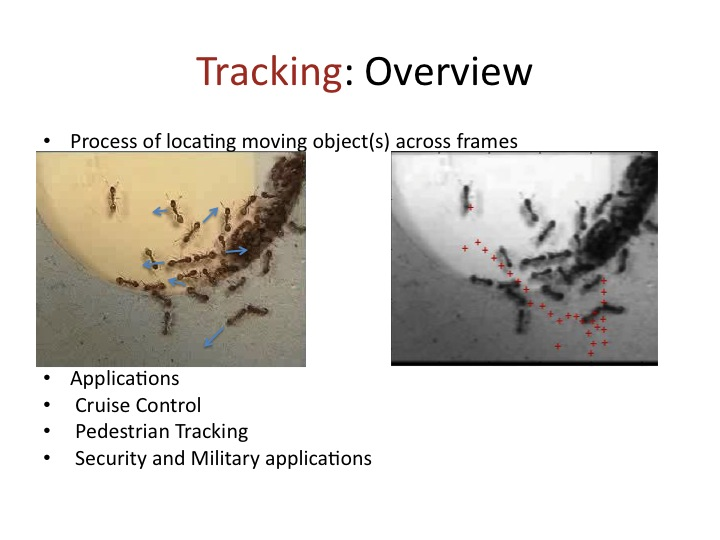 Tracking: Overview
• Process of locating moving object(s) across frames
• Applications
• Cruise Control
• Pedestrian Tracking
• Security and Military applications